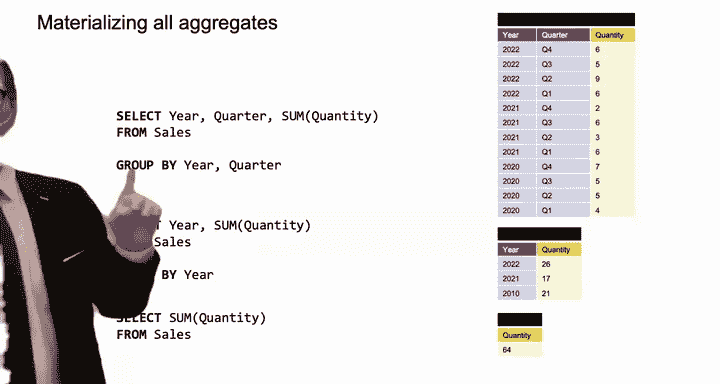 Materializing all aggregates
SELECT Year, Quarter, SUM(Quantity)
FROM Sales
GROUP BY Year, Quarter
T Year, SUM(Quantity)
Sales
BY Year
SELECT SUM(Quantity)
FROM Sales
Year Quarter Quantity
2022 Q4 6
2022 Q3 5
2022 Q2 9
2022 Q1 6
2021 Q4 2
2021 Q3 6
2021 Q2 3
2021 Q1 6
2020 Q4 7
2020 Q3 5
2020 Q2 5
2020 Q1 4
Year Quantity
2022 26
2021 17
2010 21
Quantity
64